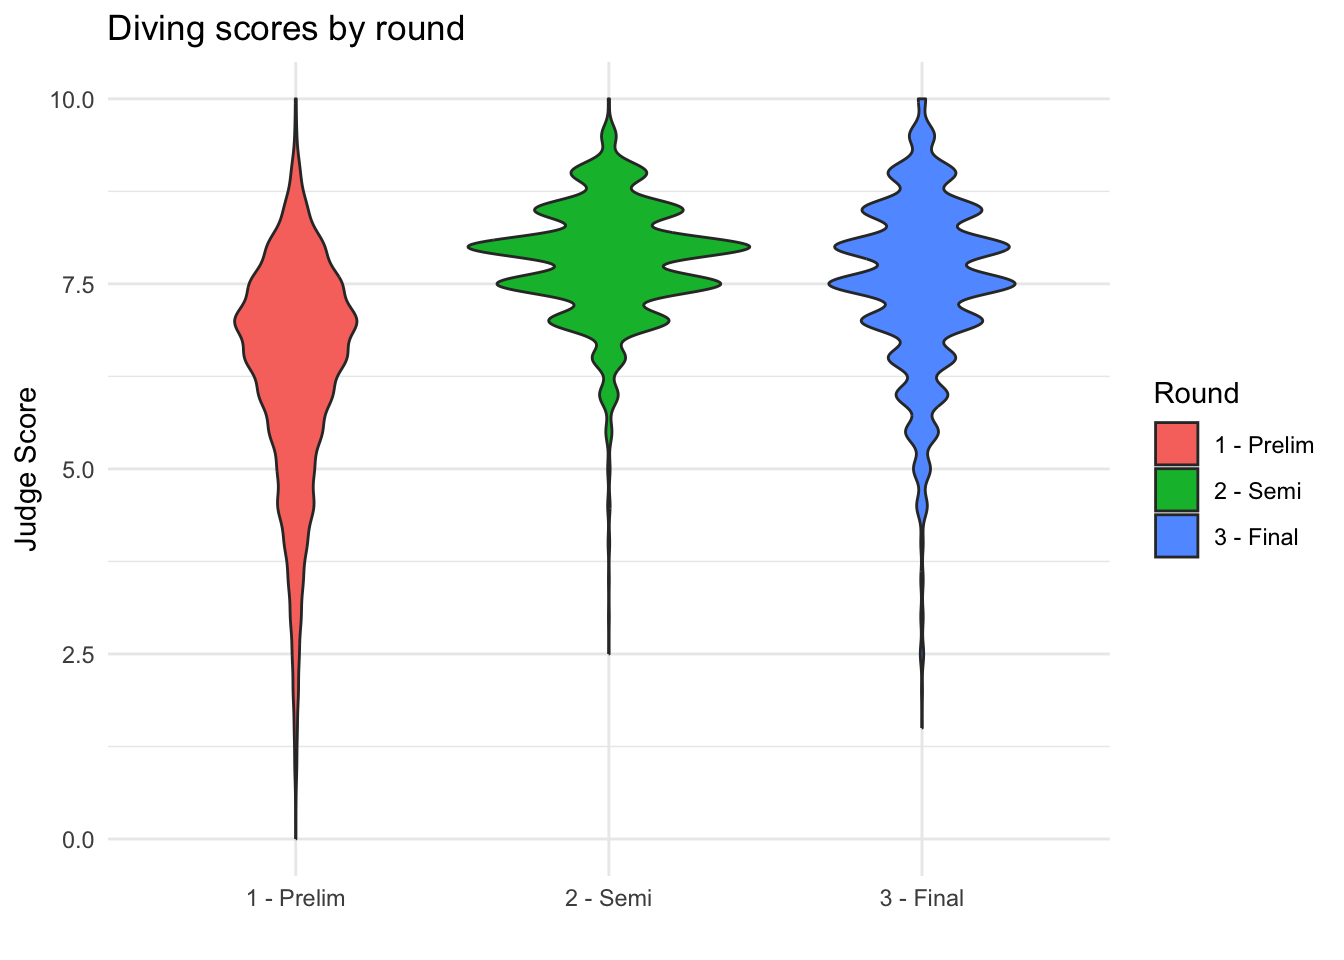 Diving scores by round
Judge Score
10.0
7.5
5.0
2.5
0.0
1 - Prelim
2 - Semi
3 - Final
Round
1 - Prelim
2 - Semi
3 - Final